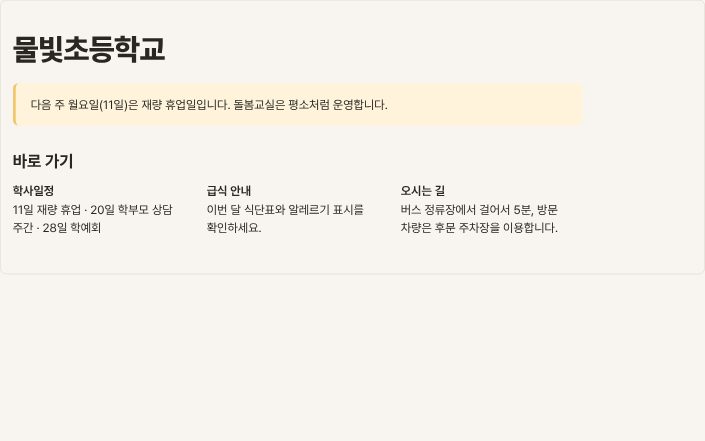 물빛초등학교
다음 주 월요일(11일)은 재량 휴업일입니다. 돌봄교실은 평소처럼 운영합니다.
바로 가기
학사일정
11일 재량 휴업 · 20일 학부모 상담
주간 · 28일 학예회
급식 안내
이번 달 식단표와 알레르기 표시를
확인하세요.
오시는 길
버스 정류장에서 걸어서 5분, 방문
차량은 후문 주차장을 이용합니다.